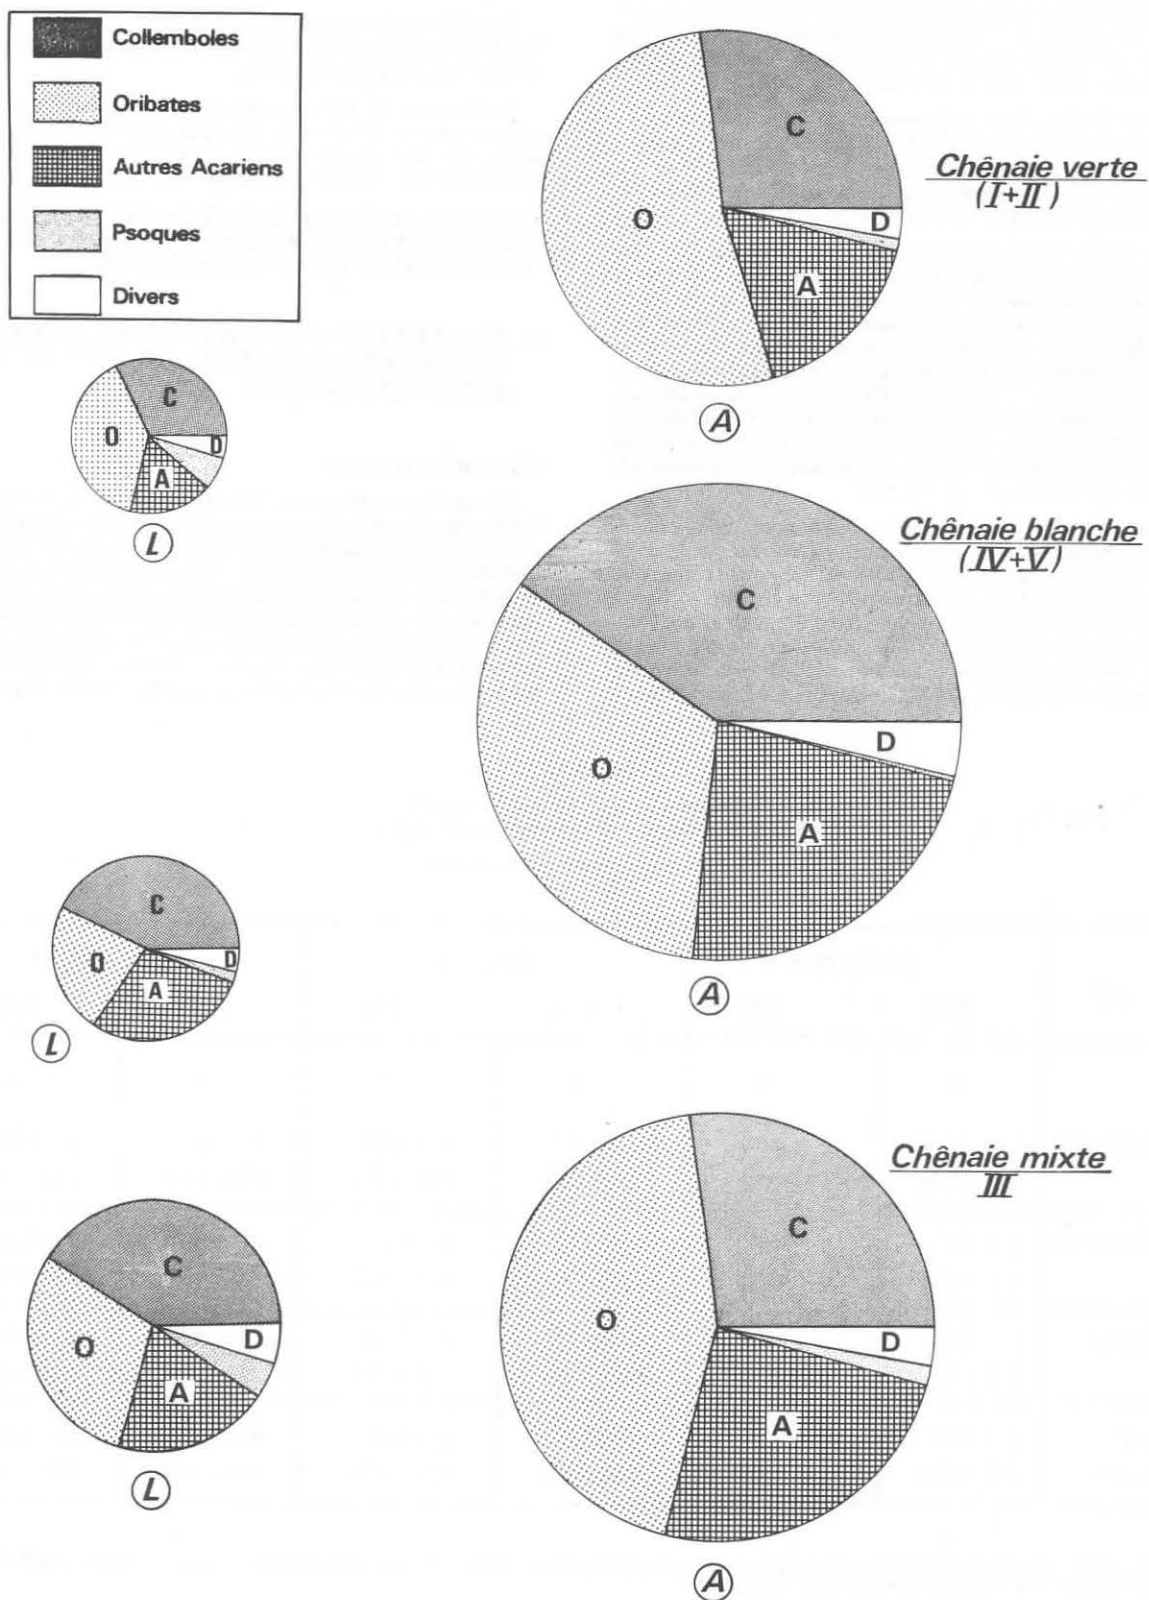 Collemboles
Oribates
Autres Acariens
Psoques
Divers
C
O
D
A
A
Chênaie verte
(I+II)
C
O
D
A
L
C
O
D
A
A
Chênaie blanche
(IV+V)
C
O
D
A
L
C
O
D
A
A
Chênaie mixte
III
C
O
D
A
L